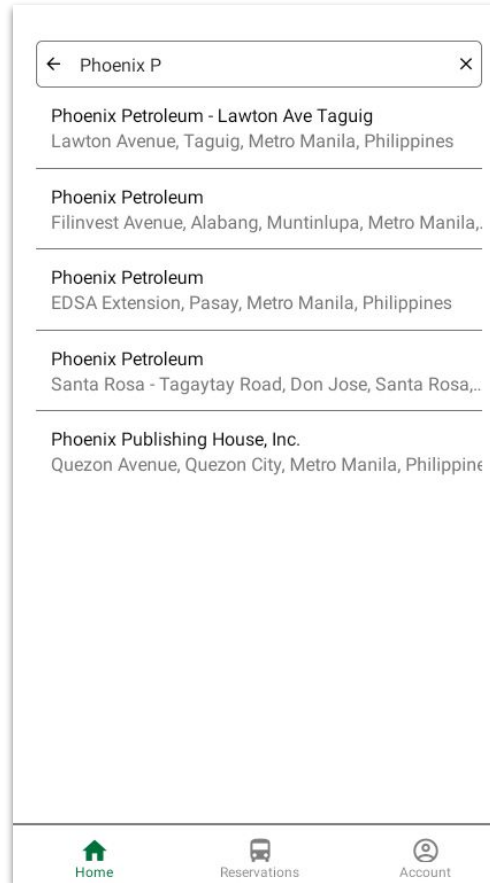 Phoenix P
Phoenix Petroleum - Lawton Ave Taguig
Lawton Avenue, Taguig, Metro Manila, Philippines
Phoenix Petroleum
Filinvest Avenue, Alabang, Muntinlupa, Metro Manila,.
Phoenix Petroleum
EDSA Extension, Pasay, Metro Manila, Philippines
Phoenix Petroleum
Santa Rosa - Tagaytay Road, Don Jose, Santa Rosa,..
Phoenix Publishing House, Inc.
Quezon Avenue, Quezon City, Metro Manila, Philippine
Home Reservations Account